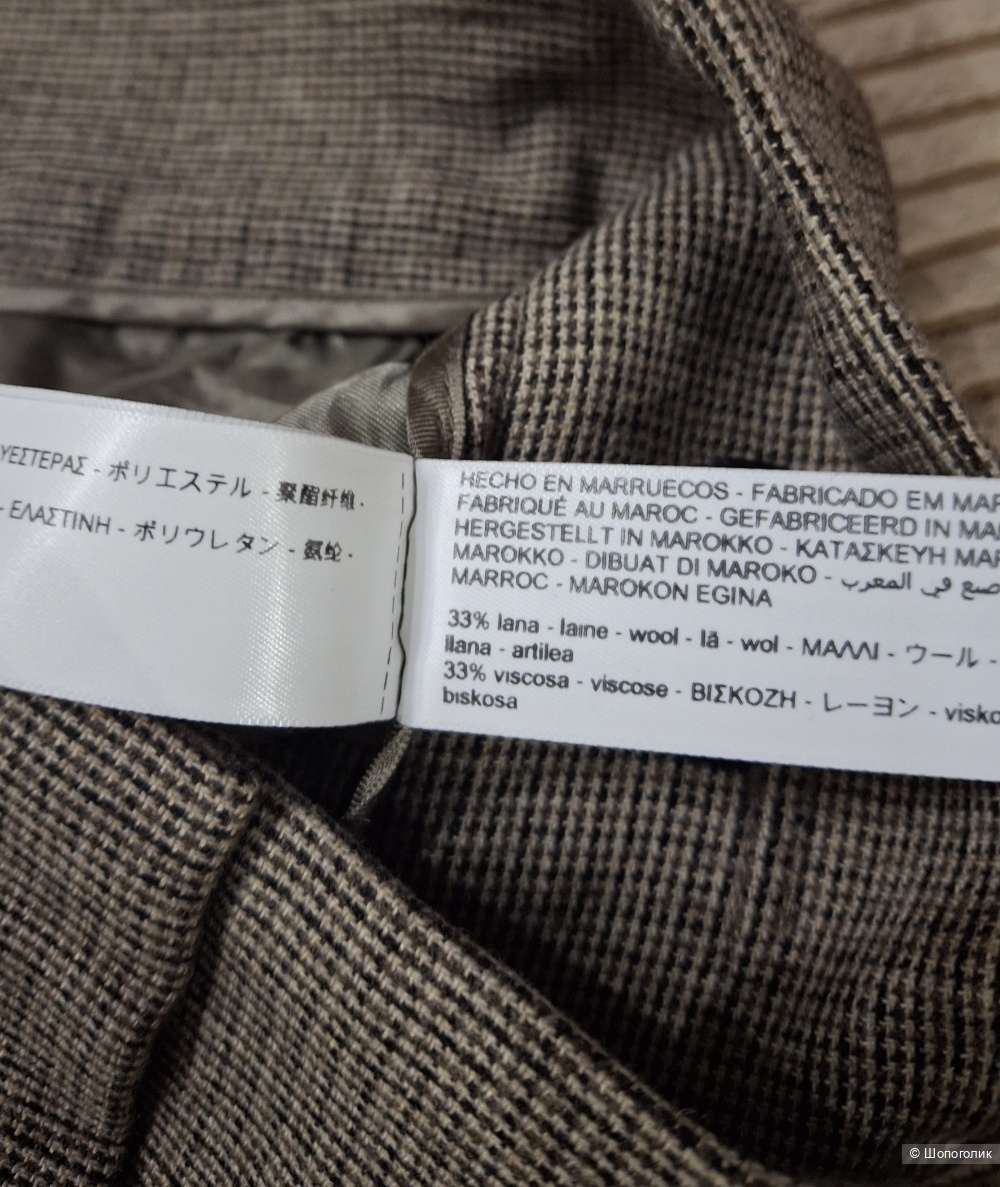 ΥΕΣΤΕΡΑΣ - ポリエステル - 聚酯纤维 -
- ΕΛΑΣΤΙΝΗ - ポリウレタン - 氨纶 -
HECHO EN MARRUECOS - FABRICADO EM MAR
FABRIQUÉ AU MAROC - GEFABRICEERD IN MA
HERGESTELLT IN MAROKKO - ΚΑΤΑΣΚΕΥΗ ΜΑΡ
MAROKKO - DIBUAT DI MAROKO - صنع في المغرب
MARROC - MAROKON EGINA
33% lana - laine - wool - lã - wol - ΜΑΛΛΙ - ウール -
llana - artilea
33% viscosa - viscose - ΒΙΣΚΟΖΗ - レーヨン - visko
biskosa
© Шопоголик